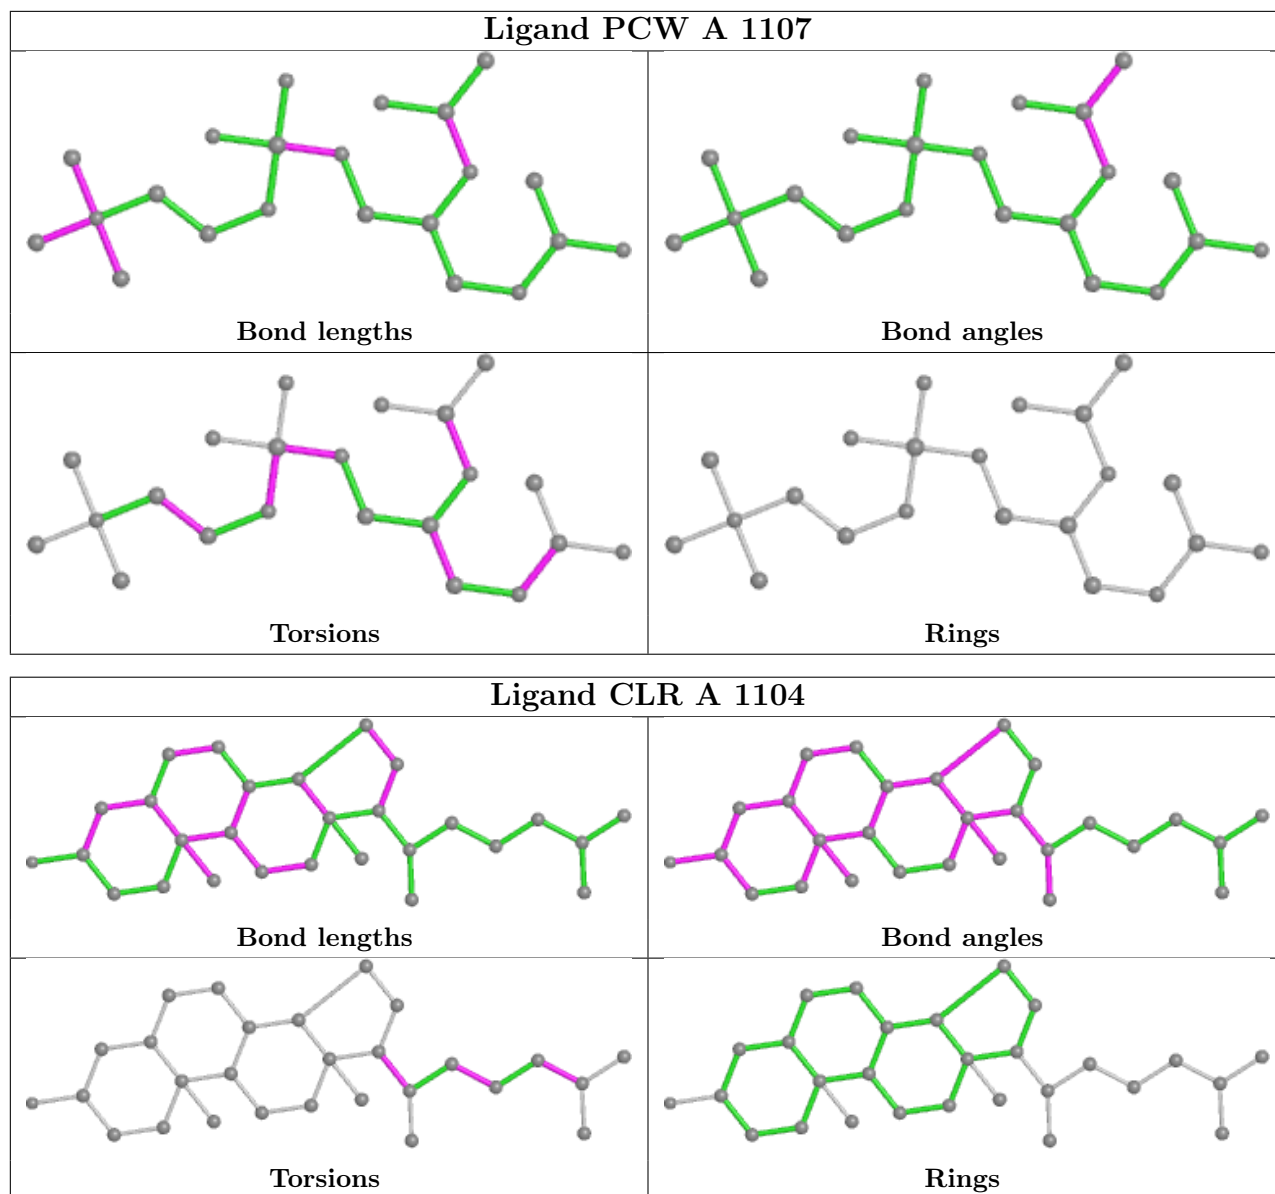 Ligand PCW A 1107
Bond lengths
Bond angles
Torsions
Rings
Ligand CLR A 1104
Bond lengths
Bond angles
Torsions
Rings